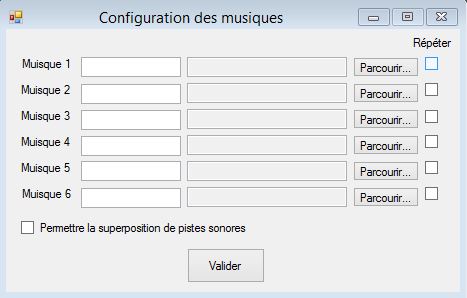 Configuration des musiques
Répéter
Muisque 1 Parcourir...
Muisque 2 Parcourir...
Muisque 3 Parcourir...
Muisque 4 Parcourir...
Muisque 5 Parcourir...
Muisque 6 Parcourir...
Permettre la superposition de pistes sonores
Valider